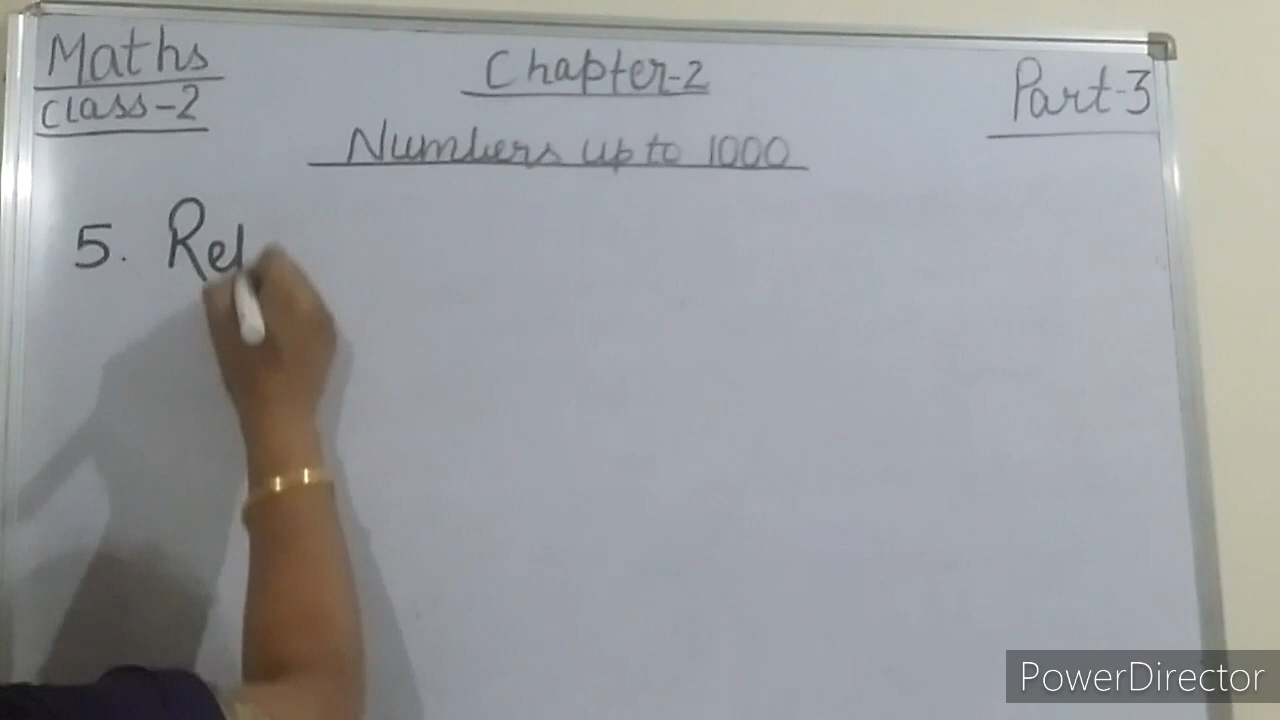 Maths
Class-2
Chapter-2
Part-3
Numbers up to 1000
5. Rel
PowerDirector